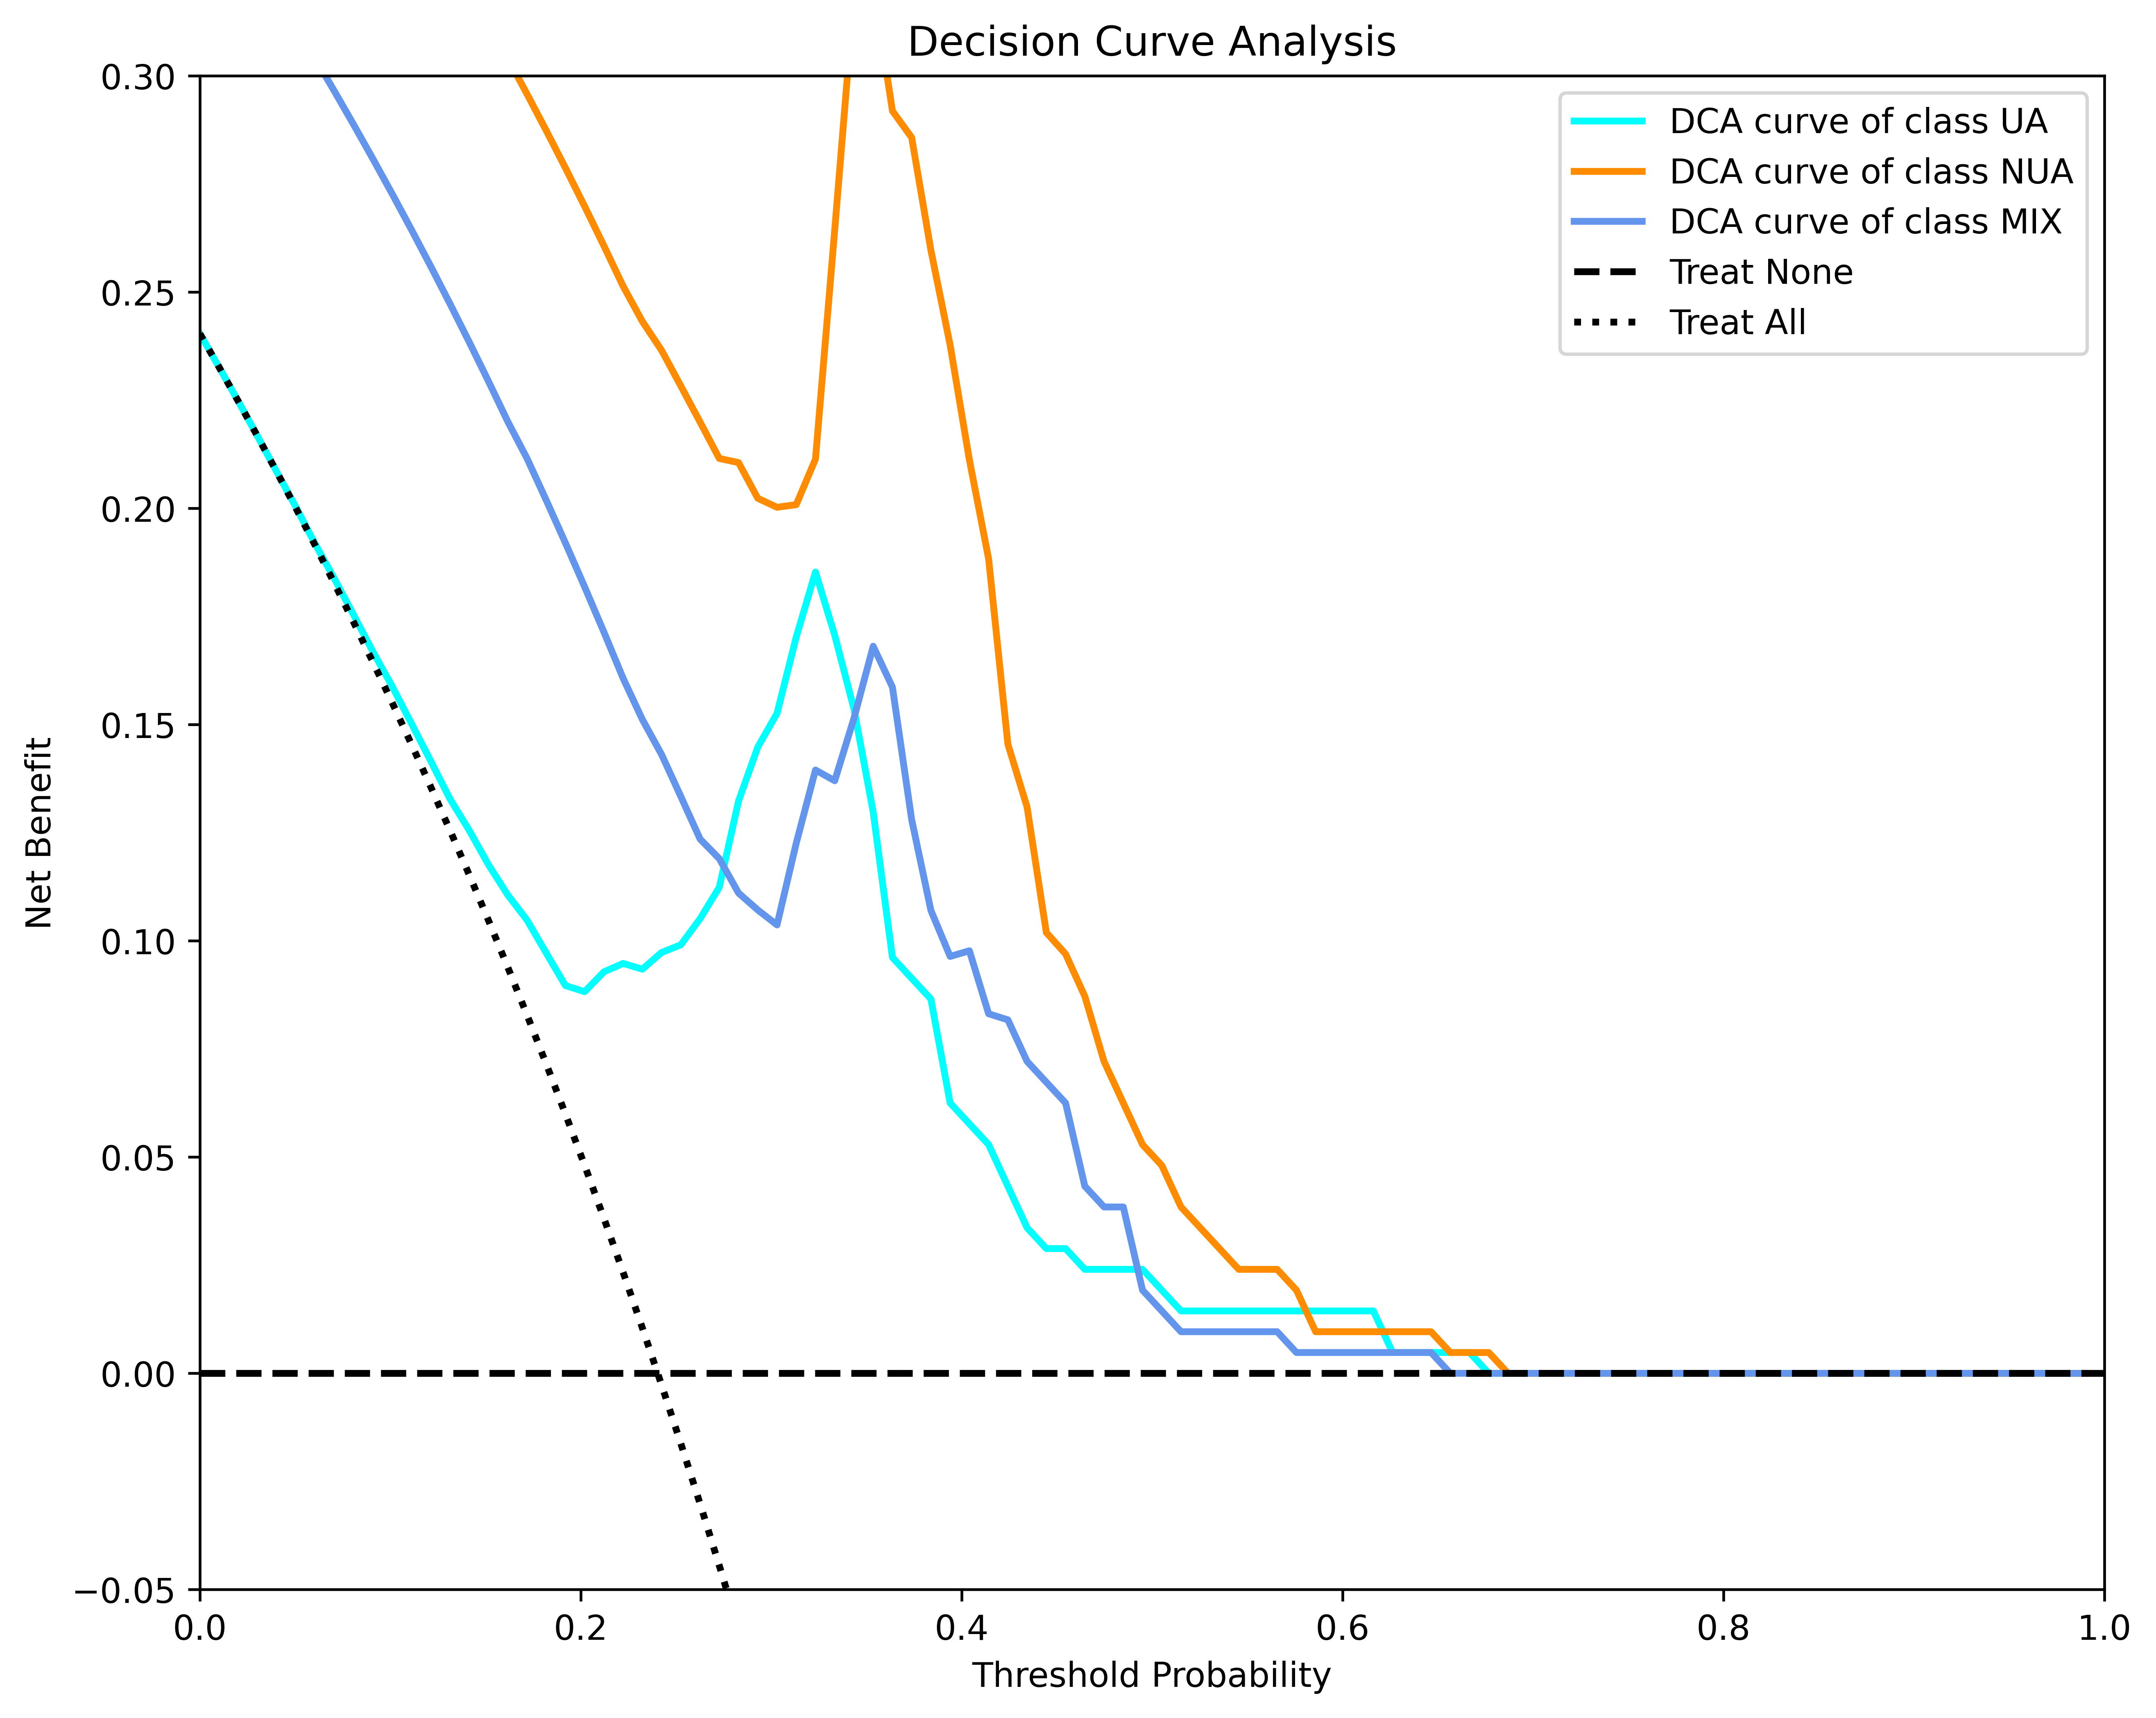 Decision Curve Analysis
0.30
0.25
0.20
0.15
0.10
0.05
0.00
−0.05
Net Benefit
DCA curve of class UA
DCA curve of class NUA
DCA curve of class MIX
Treat None
Treat All
0.0 0.2 0.4 0.6 0.8 1.0
Threshold Probability